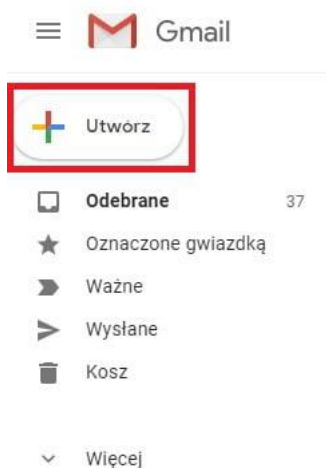 Gmail
Utwórz
Odebrane 37
Oznaczone gwiazdką
Ważne
Wysłane
Kosz
Więcej